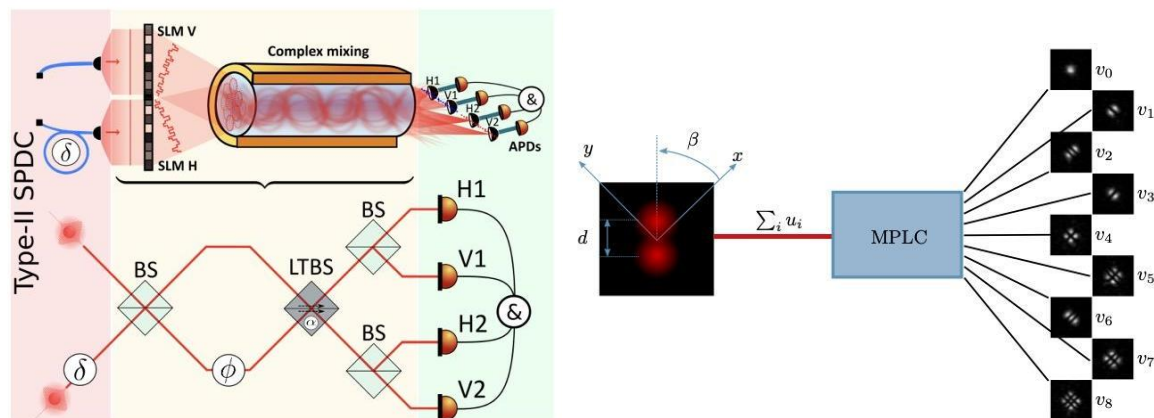 Type-II SPDC
SLM V
Complex mixing
H1
V1
H2
V2
&
APDs
δ
SLM H
BS
H1
BS
LTBS
V1
α
&
H2
BS
δ
ϕ
V2
y
β
x
d
∑ᵢ uᵢ
MPLC
v₀
v₁
v₂
v₃
v₄
v₅
v₆
v₇
v₈